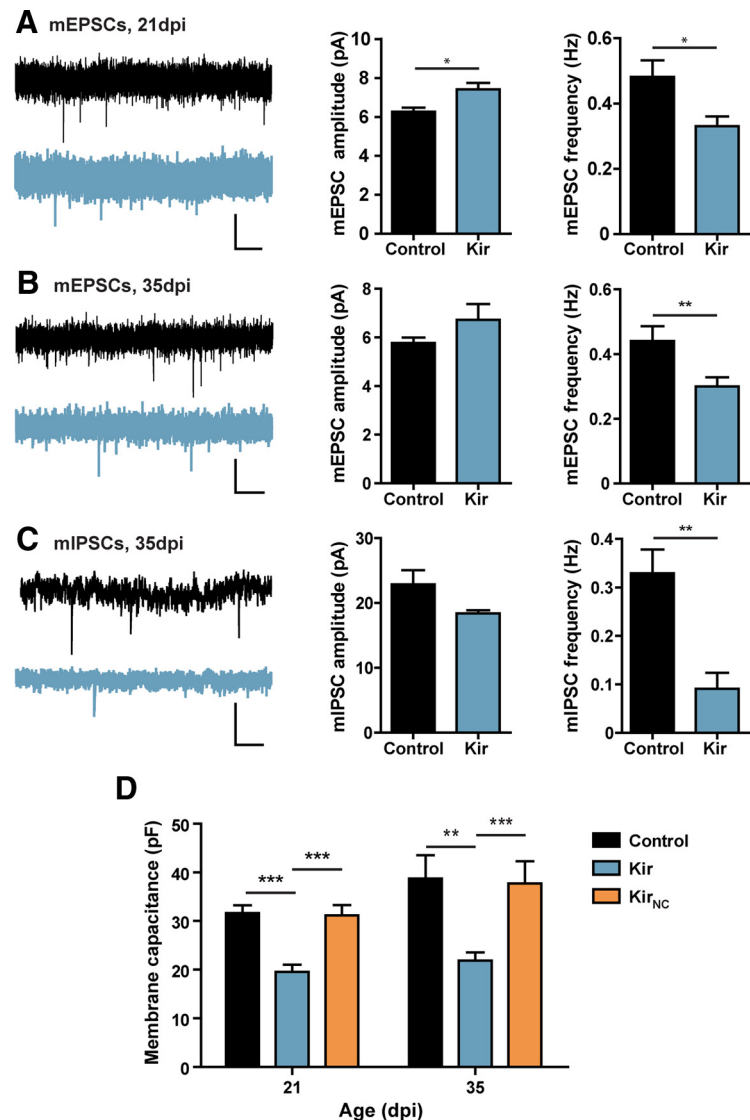 A mEPSCs, 21dpi
mEPSC amplitude (pA)
10
8
6
4
2
0
*
Control Kir
mEPSC frequency (Hz)
0.6
0.4
0.2
0
*
Control Kir
B mEPSCs, 35dpi
mEPSC amplitude (pA)
8
6
4
2
0
Control Kir
mEPSC frequency (Hz)
0.6
0.4
0.2
0
**
Control Kir
C mIPSCs, 35dpi
mIPSC amplitude (pA)
30
20
10
0
Control Kir
mIPSC frequency (Hz)
0.4
0.3
0.2
0.1
0
**
Control Kir
D
Membrane capacitance (pF)
50
40
30
20
10
0
*** ***
** ***
21 35
Age (dpi)
Control
Kir
KirNC